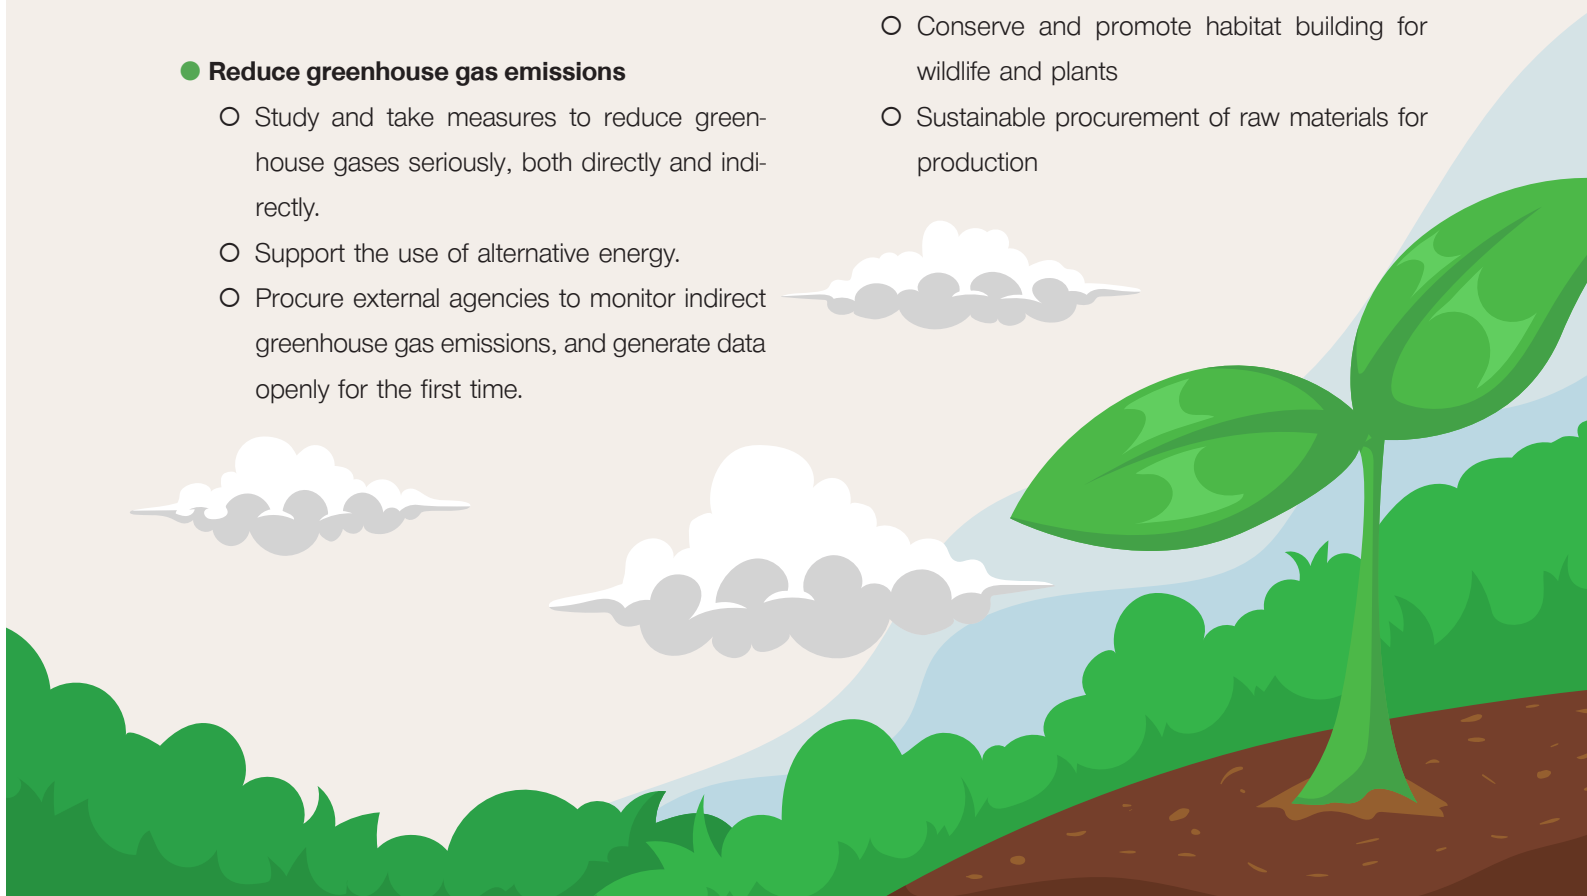 ● Reduce greenhouse gas emissions
○ Study and take measures to reduce green-
house gases seriously, both directly and indi-
rectly.
○ Support the use of alternative energy.
○ Procure external agencies to monitor indirect
greenhouse gas emissions, and generate data
openly for the first time.
○ Conserve and promote habitat building for
wildlife and plants
○ Sustainable procurement of raw materials for
production